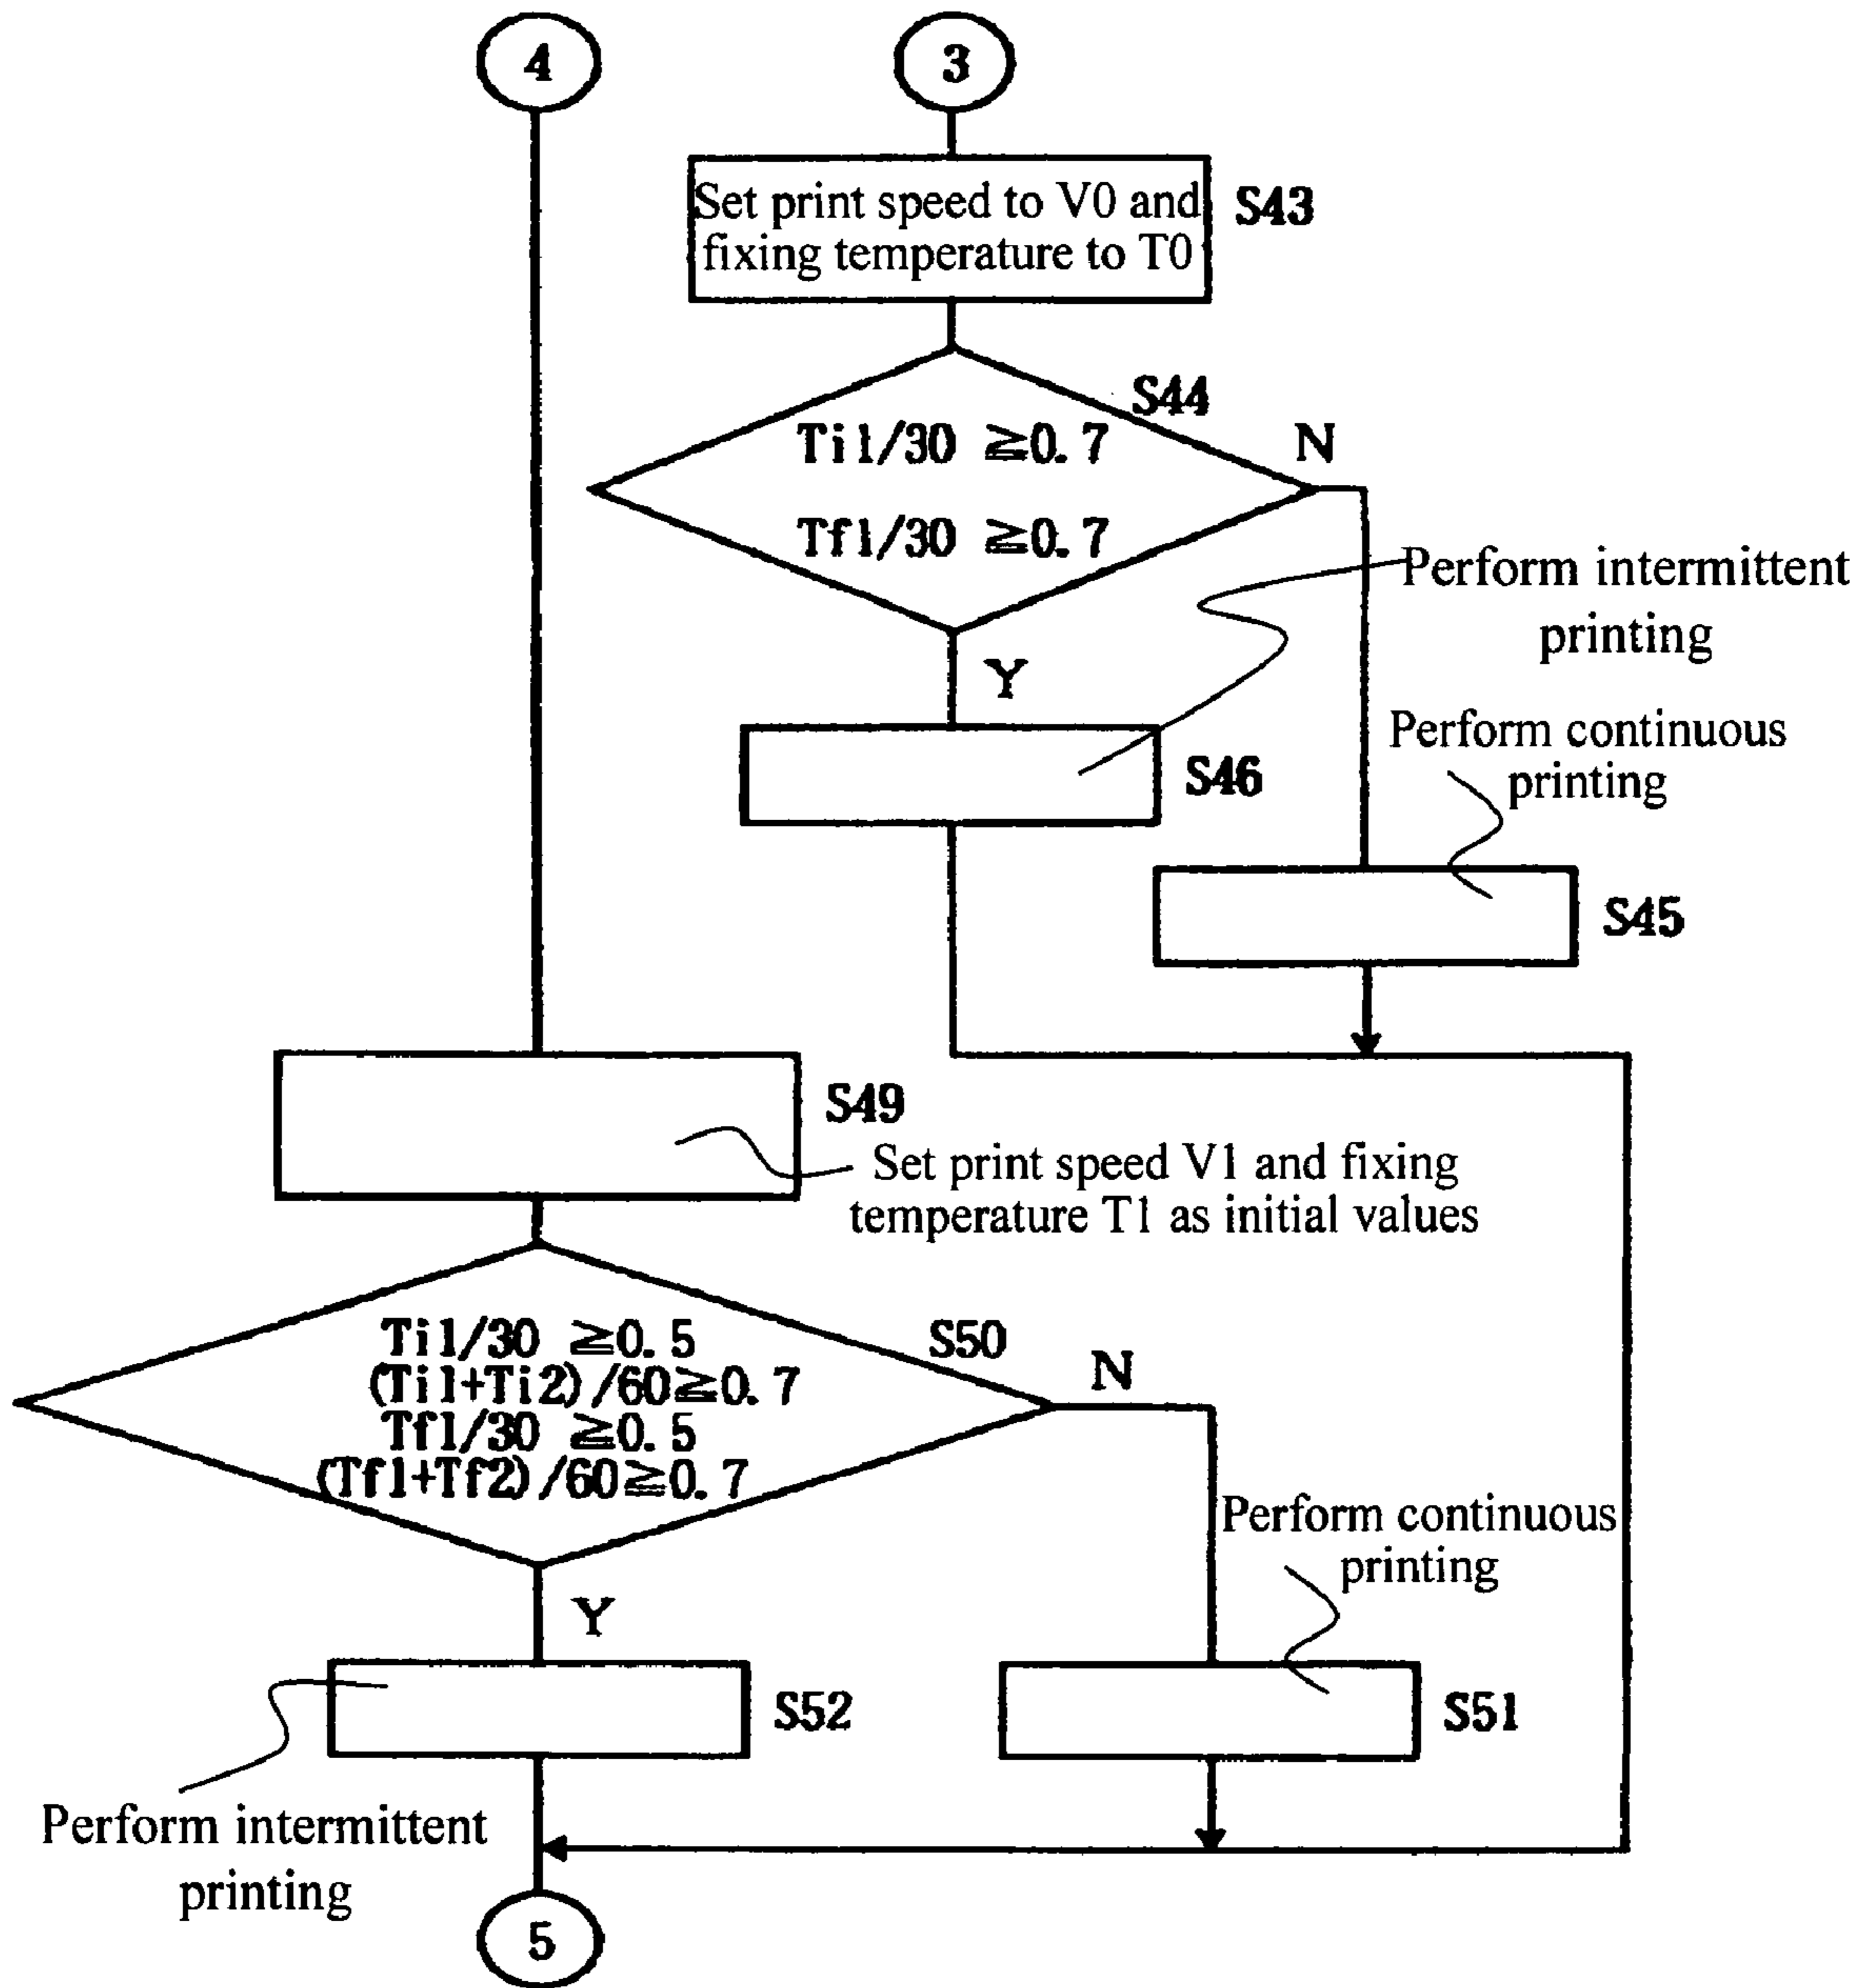 4
3
Set print speed to V0 and
fixing temperature to T0
S43
S44
Ti1/30 ≧0.7
Tf1/30 ≧0.7
N
Y
Perform intermittent
printing
S46
Perform continuous
printing
S45
S49
Set print speed V1 and fixing
temperature T1 as initial values
S50
Ti1/30 ≧0.5
(Ti1+Ti2)/60≧0.7
Tf1/30 ≧0.5
(Tf1+Tf2)/60≧0.7
N
Y
Perform continuous
printing
S52
S51
Perform intermittent
printing
5